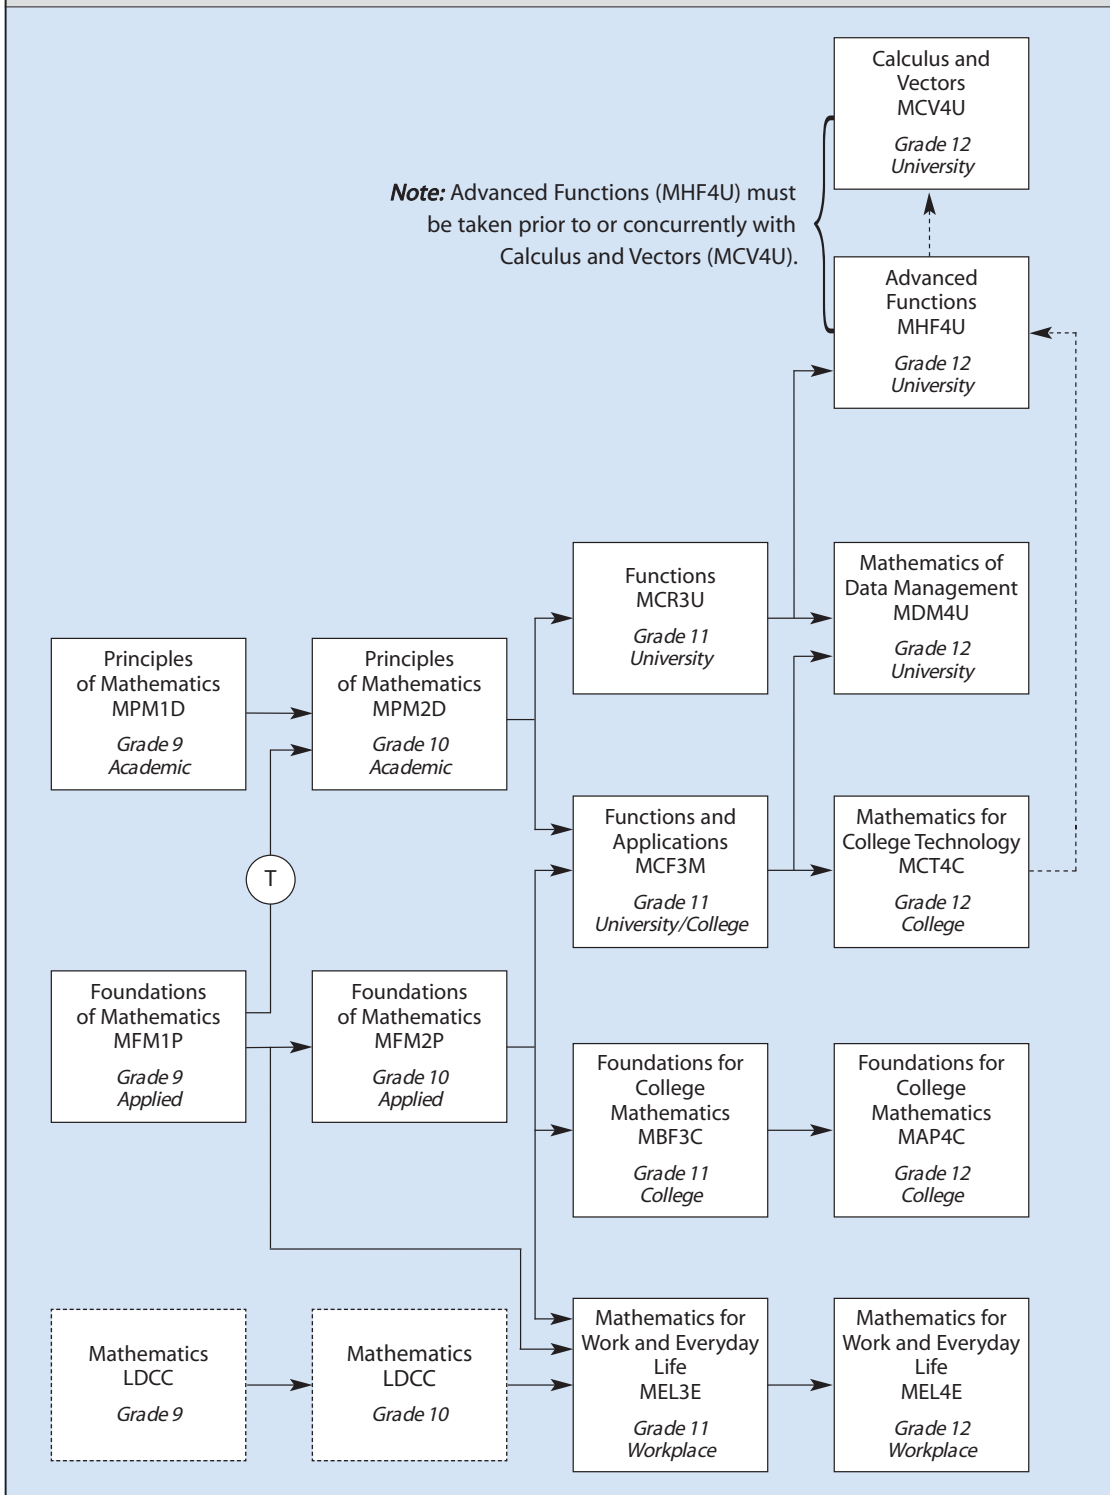 Calculus and
Vectors
MCV4U
Grade 12
University
Note: Advanced Functions (MHF4U) must
be taken prior to or concurrently with
Calculus and Vectors (MCV4U).
Advanced
Functions
MHF4U
Grade 12
University
Functions
MCR3U
Grade 11
University
Mathematics of
Data Management
MDM4U
Grade 12
University
Principles
of Mathematics
MPM1D
Grade 9
Academic
Principles
of Mathematics
MPM2D
Grade 10
Academic
Functions and
Applications
MCF3M
Grade 11
University/College
Mathematics for
College Technology
MCT4C
Grade 12
College
T
Foundations
of Mathematics
MFM1P
Grade 9
Applied
Foundations
of Mathematics
MFM2P
Grade 10
Applied
Foundations for
College
Mathematics
MBF3C
Grade 11
College
Foundations for
College
Mathematics
MAP4C
Grade 12
College
Mathematics
LDCC
Grade 9
Mathematics
LDCC
Grade 10
Mathematics for
Work and Everyday
Life
MEL3E
Grade 11
Workplace
Mathematics for
Work and Everyday
Life
MEL4E
Grade 12
Workplace